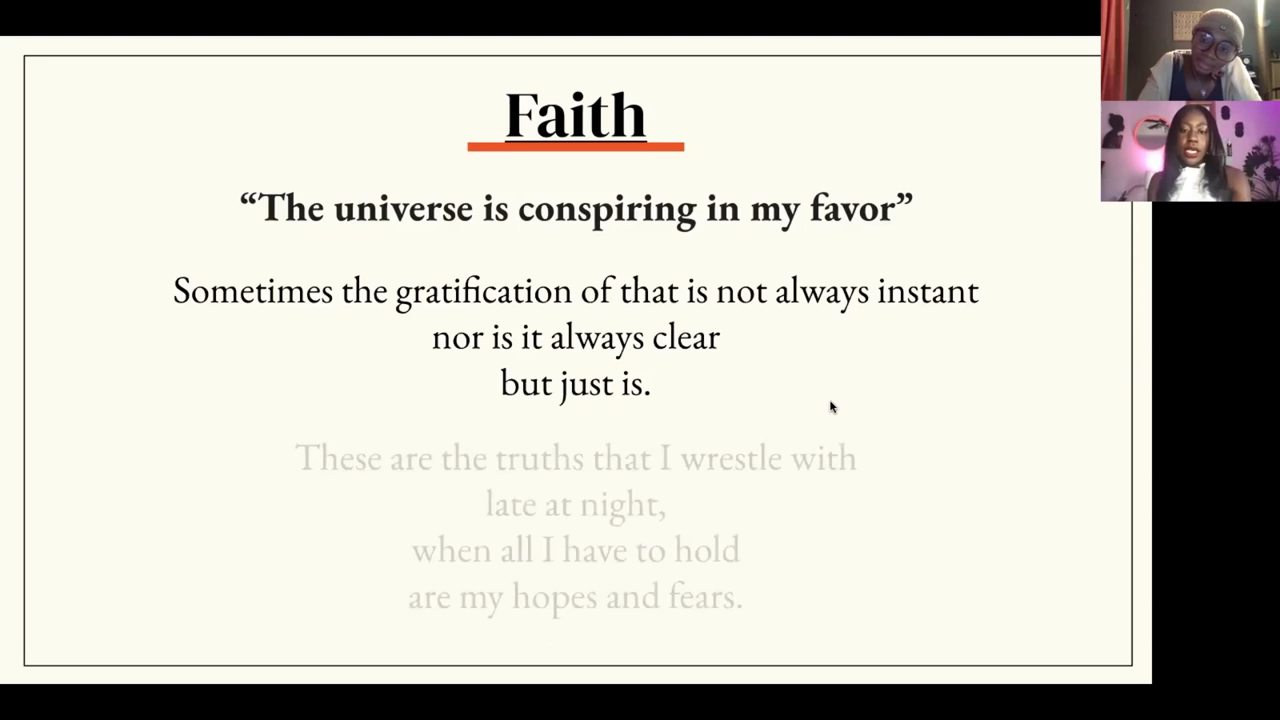 Faith
“The universe is conspiring in my favor”
Sometimes the gratification of that is not always instant
nor is it always clear
but just is.
These are the truths that I wrestle with
late at night,
when all I have to hold
are my hopes and fears.